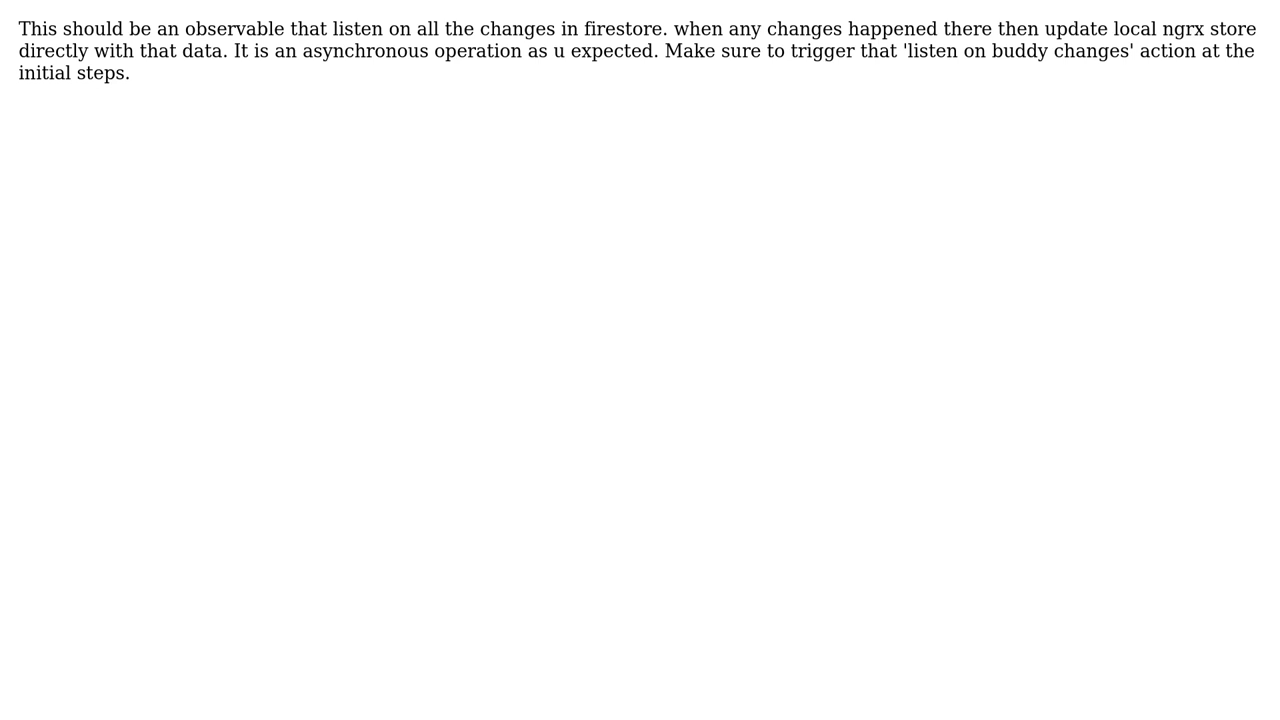 This should be an observable that listen on all the changes in firestore. when any changes happened there then update local ngrx store
directly with that data. It is an asynchronous operation as u expected. Make sure to trigger that 'listen on buddy changes' action at the
initial steps.